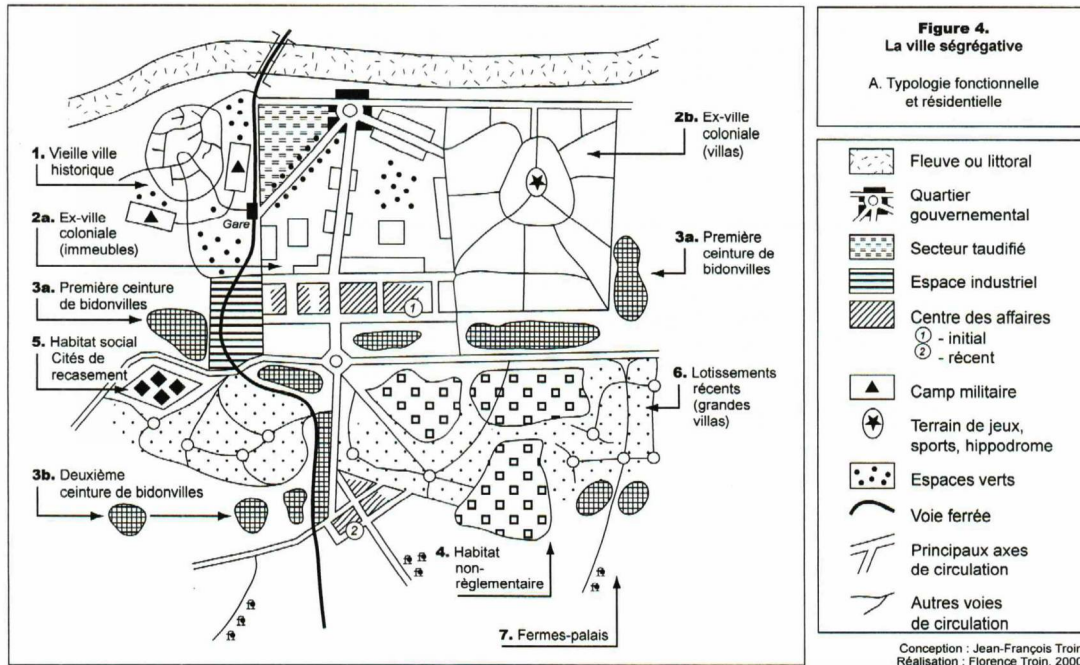 Figure 4.
La ville ségrégative
A. Typologie fonctionnelle
et résidentielle
1. Vieille ville
historique
2a. Ex-ville
coloniale
(immeubles)
3a. Première ceinture
de bidonvilles
5. Habitat social
Cités de
recasement
3b. Deuxième
ceinture de bidonvilles
Gare
1
2
2b. Ex-ville
coloniale
(villas)
3a. Première
ceinture de
bidonvilles
6. Lotissements
récents
(grandes
villas)
4. Habitat
non-
règlementaire
7. Fermes-palais
Fleuve ou littoral
Quartier
gouvernemental
Secteur taudifié
Espace industriel
Centre des affaires
1 - initial
2 - récent
Camp militaire
Terrain de jeux,
sports, hippodrome
Espaces verts
Voie ferrée
Principaux axes
de circulation
Autres voies
de circulation
Conception : Jean-François Troin
Réalisation : Florence Troin, 2000